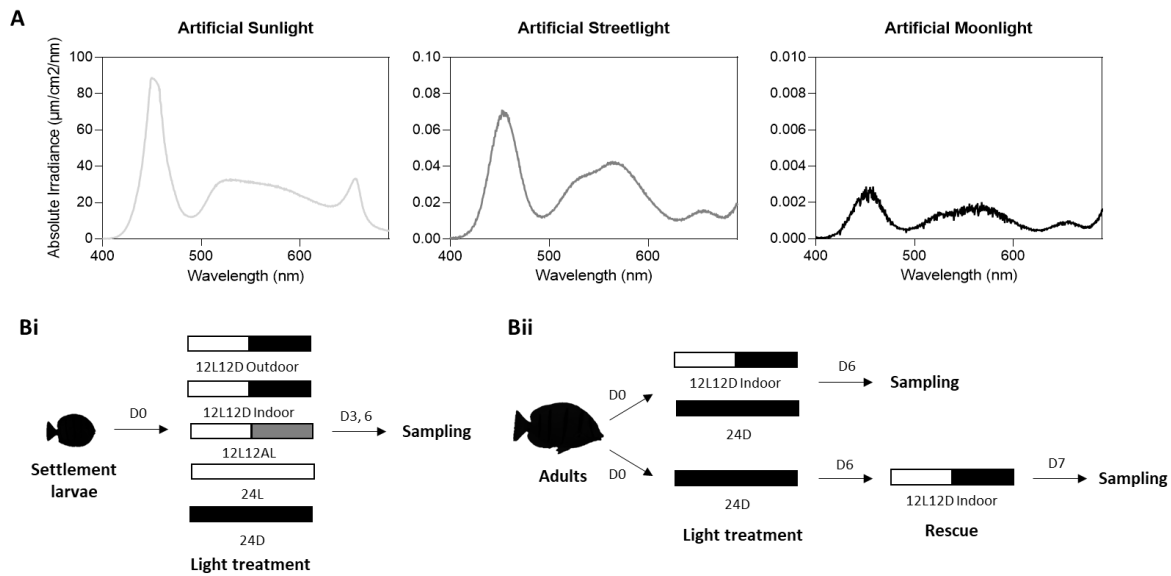 A
Artificial Sunlight
Artificial Streetlight
Artificial Moonlight
Absolute Irradiance (µm/cm2/nm)
100
80
60
40
20
0
400
500
600
Wavelength (nm)
0.10
0.08
0.06
0.04
0.02
0.00
400
500
600
Wavelength (nm)
0.010
0.008
0.006
0.004
0.002
0.000
400
500
600
Wavelength (nm)
Bi
Settlement
larvae
D0
12L12D Outdoor
12L12D Indoor
12L12AL
24L
24D
Light treatment
D3, 6
Sampling
Bii
Adults
D0
D0
12L12D Indoor
24D
D6
Sampling
24D
Light treatment
D6
12L12D Indoor
Rescue
D7
Sampling